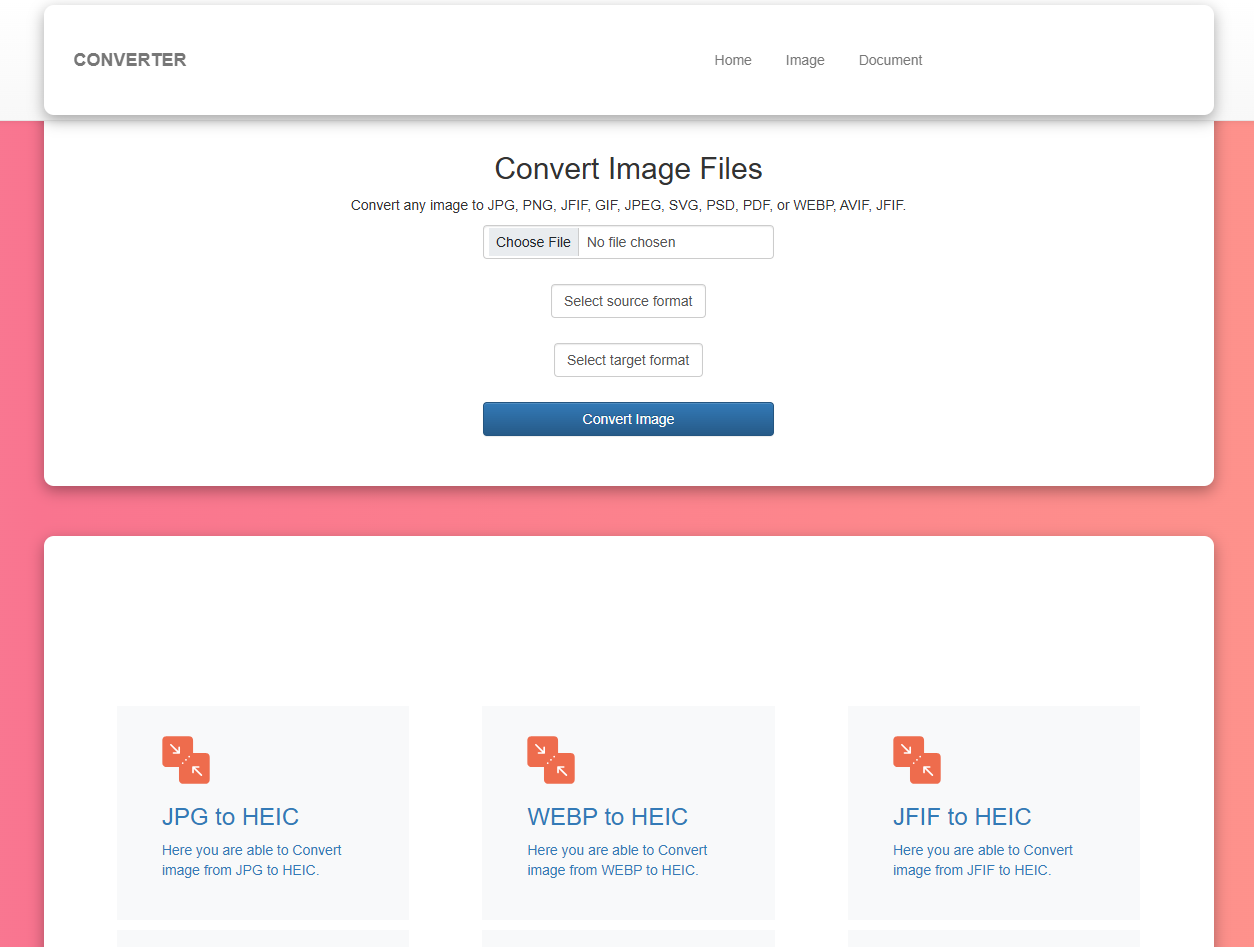 CONVERTER
Home Image Document
Convert Image Files
Convert any image to JPG, PNG, JFIF, GIF, JPEG, SVG, PSD, PDF, or WEBP, AVIF, JFIF.
Choose File No file chosen
Select source format
Select target format
Convert Image
JPG to HEIC
Here you are able to Convert
image from JPG to HEIC.
WEBP to HEIC
Here you are able to Convert
image from WEBP to HEIC.
JFIF to HEIC
Here you are able to Convert
image from JFIF to HEIC.